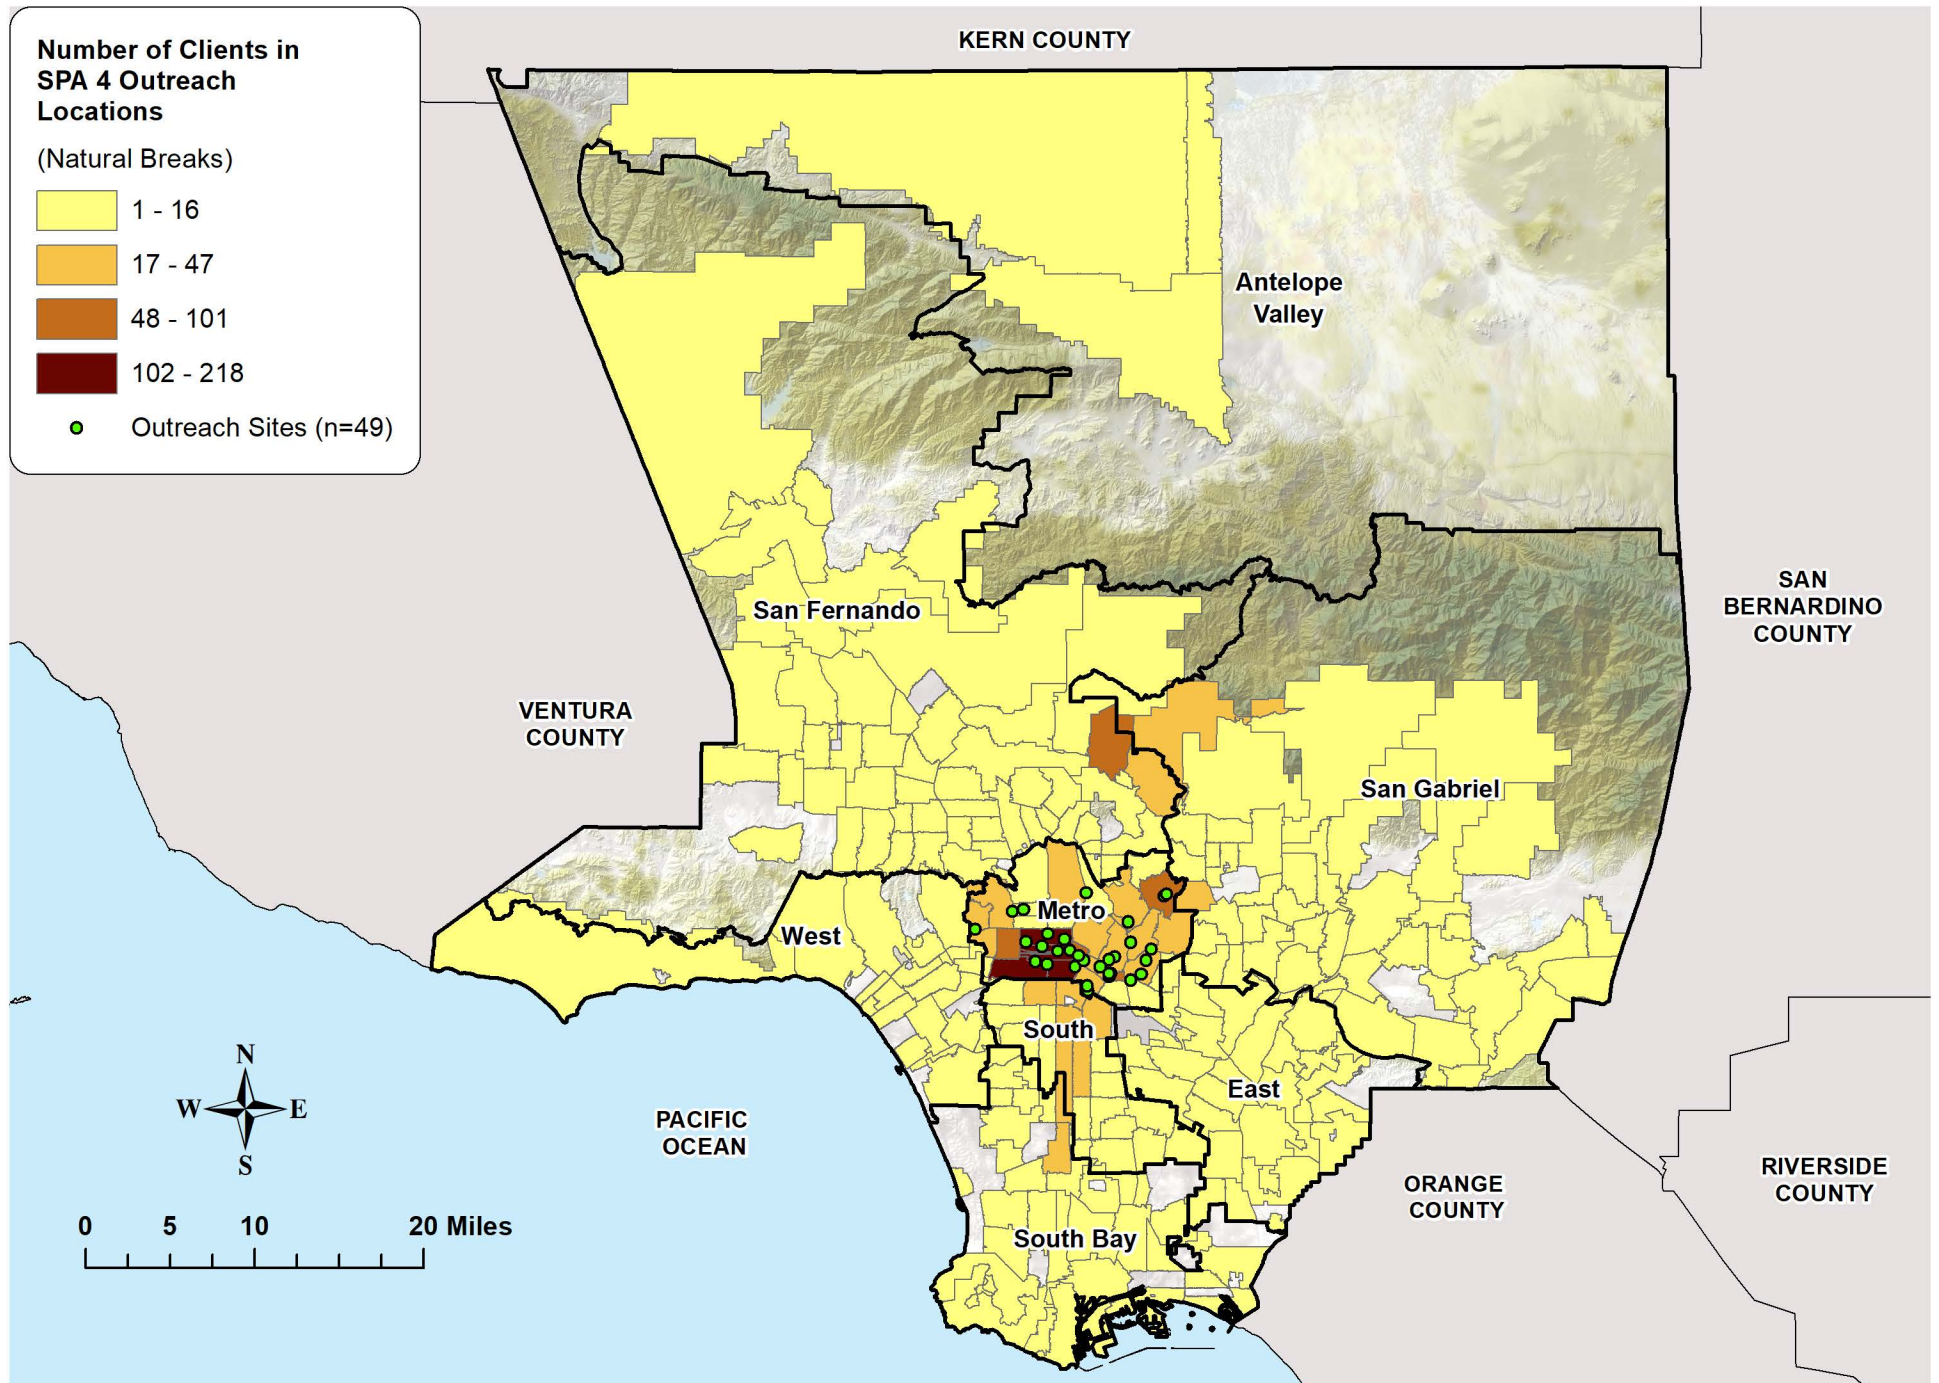 Number of Clients in
SPA 4 Outreach
Locations
(Natural Breaks)
1 - 16
17 - 47
48 - 101
102 - 218
Outreach Sites (n=49)
KERN COUNTY
Antelope
Valley
San Fernando
SAN
BERNARDINO
COUNTY
VENTURA
COUNTY
San Gabriel
Metro
West
South
East
N
W
E
S
PACIFIC
OCEAN
ORANGE
COUNTY
RIVERSIDE
COUNTY
0 5 10 20 Miles
South Bay